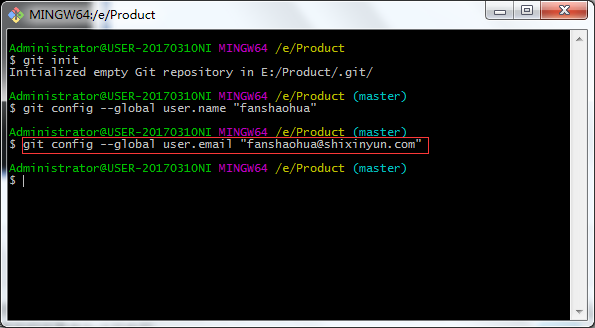 MINGW64:/e/Product
Administrator@USER-20170310NI MINGW64 /e/Product
$ git init
Initialized empty Git repository in E:/Product/.git/
Administrator@USER-20170310NI MINGW64 /e/Product (master)
$ git config --global user.name "fanshaohua"
Administrator@USER-20170310NI MINGW64 /e/Product (master)
$ git config --global user.email "fanshaohua@shixinyun.com"
Administrator@USER-20170310NI MINGW64 /e/Product (master)
$